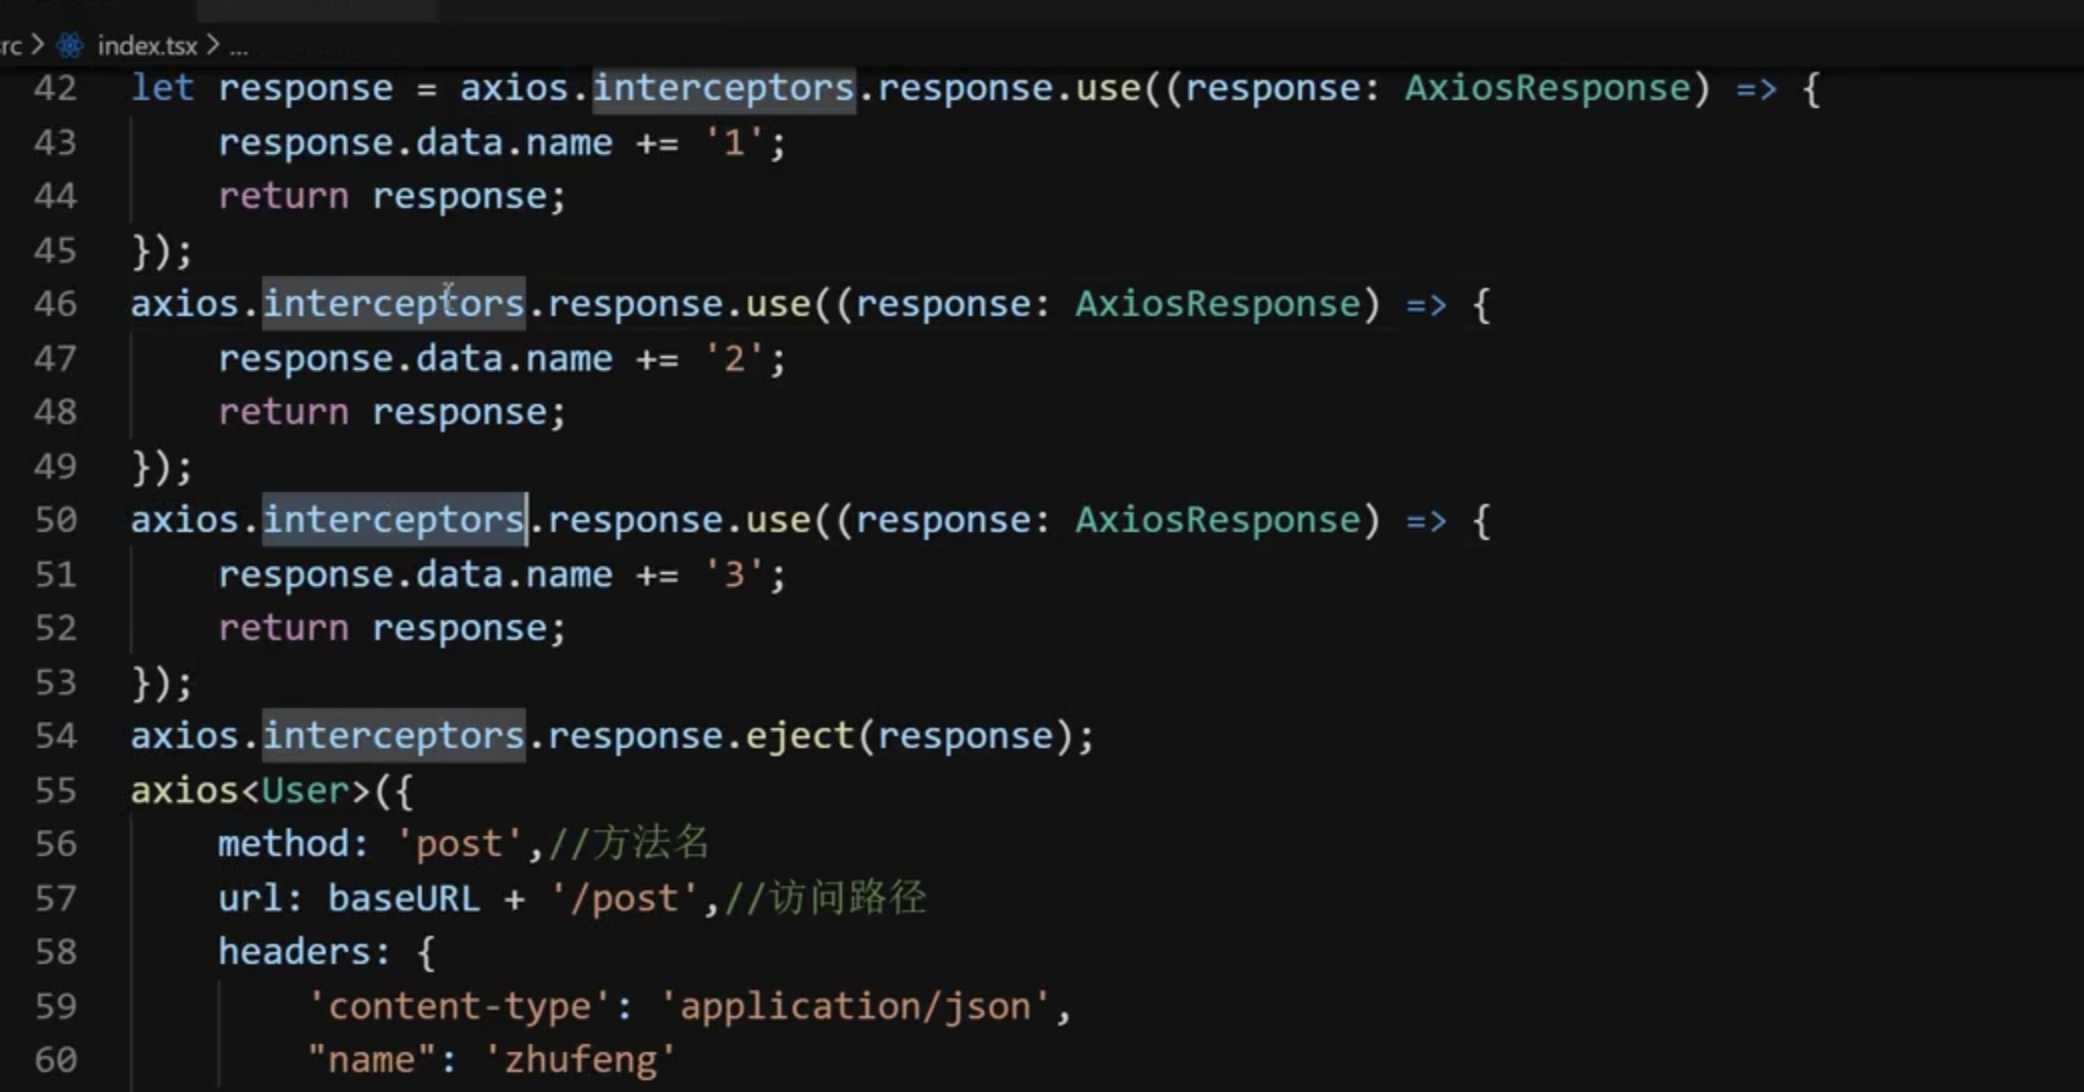 rc > index.tsx > ...
42 let response = axios.interceptors.response.use((response: AxiosResponse) => {
43     response.data.name += '1';
44     return response;
45 });
46 axios.interceptors.response.use((response: AxiosResponse) => {
47     response.data.name += '2';
48     return response;
49 });
50 axios.interceptors.response.use((response: AxiosResponse) => {
51     response.data.name += '3';
52     return response;
53 });
54 axios.interceptors.response.eject(response);
55 axios<User>({
56     method: 'post',//方法名
57     url: baseURL + '/post',//访问路径
58     headers: {
59         'content-type': 'application/json',
60         "name": 'zhufeng'